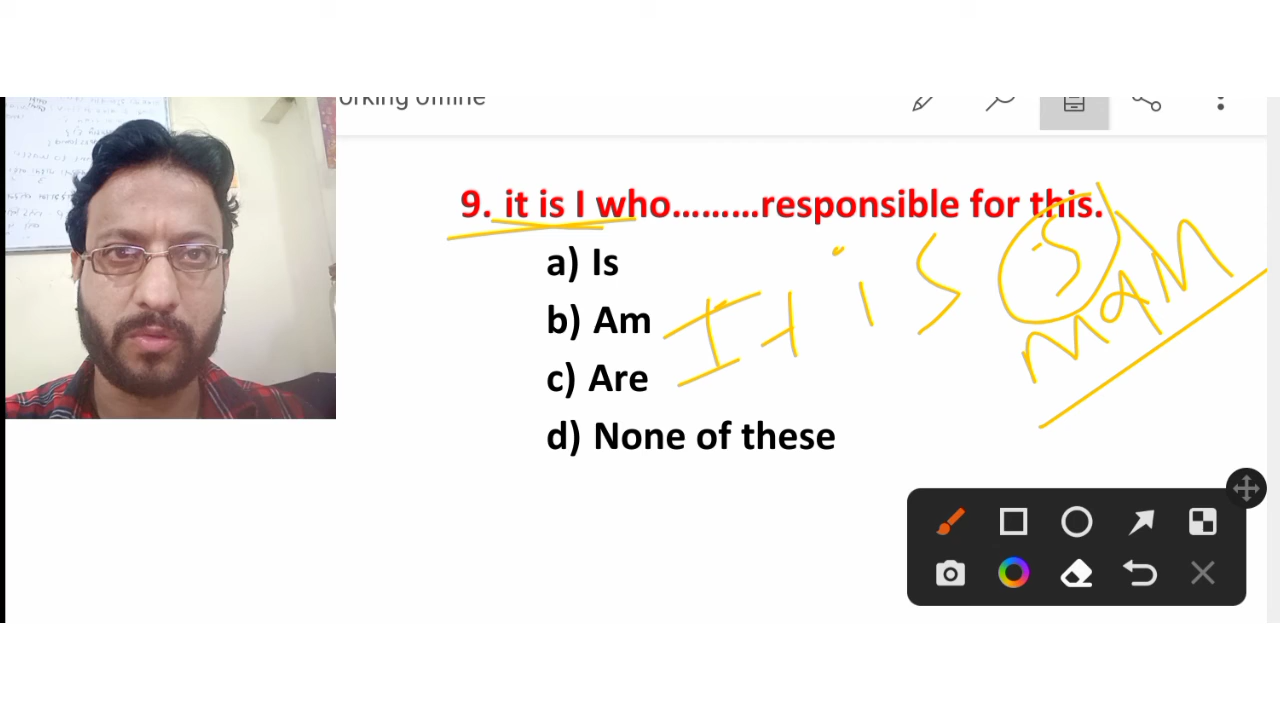 orking offline
9. it is I who.........responsible for this.
a) Is
b) Am
c) Are
d) None of these
It is S
MAM